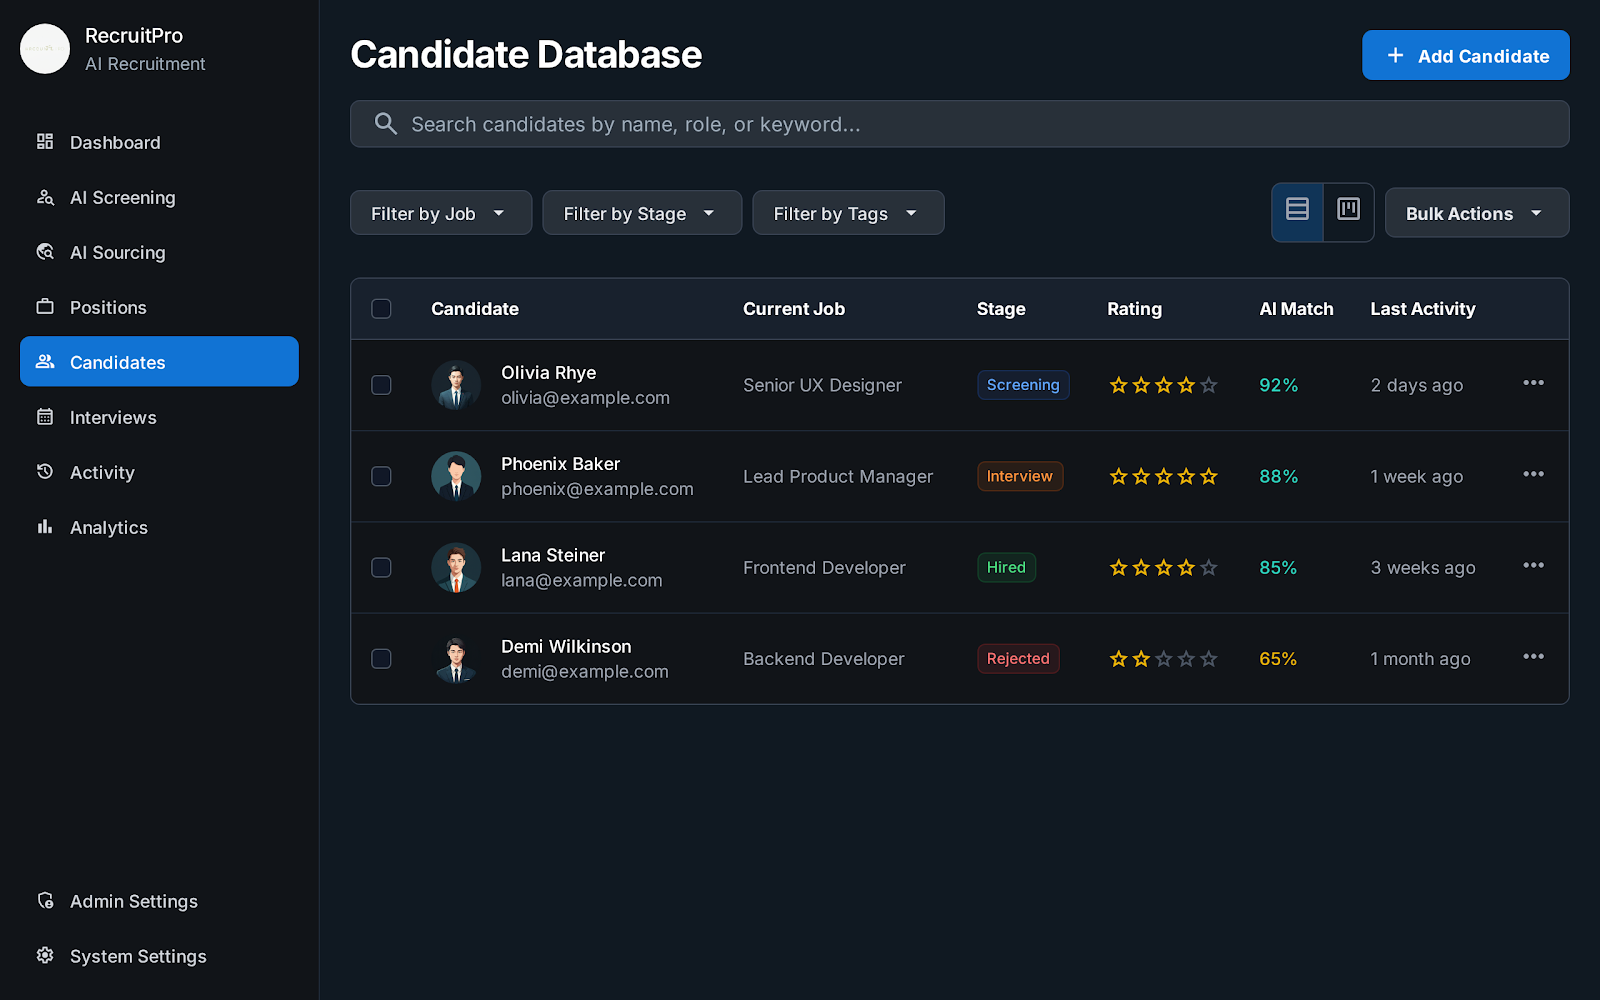 RecruitPro
AI Recruitment
Dashboard
AI Screening
AI Sourcing
Positions
Candidates
Interviews
Activity
Analytics
Admin Settings
System Settings
Candidate Database
Add Candidate
Search candidates by name, role, or keyword...
Filter by Job
Filter by Stage
Filter by Tags
Bulk Actions
Candidate Current Job Stage Rating AI Match Last Activity
Olivia Rhye
olivia@example.com
Senior UX Designer Screening 92% 2 days ago
Phoenix Baker
phoenix@example.com
Lead Product Manager Interview 88% 1 week ago
Lana Steiner
lana@example.com
Frontend Developer Hired 85% 3 weeks ago
Demi Wilkinson
demi@example.com
Backend Developer Rejected 65% 1 month ago